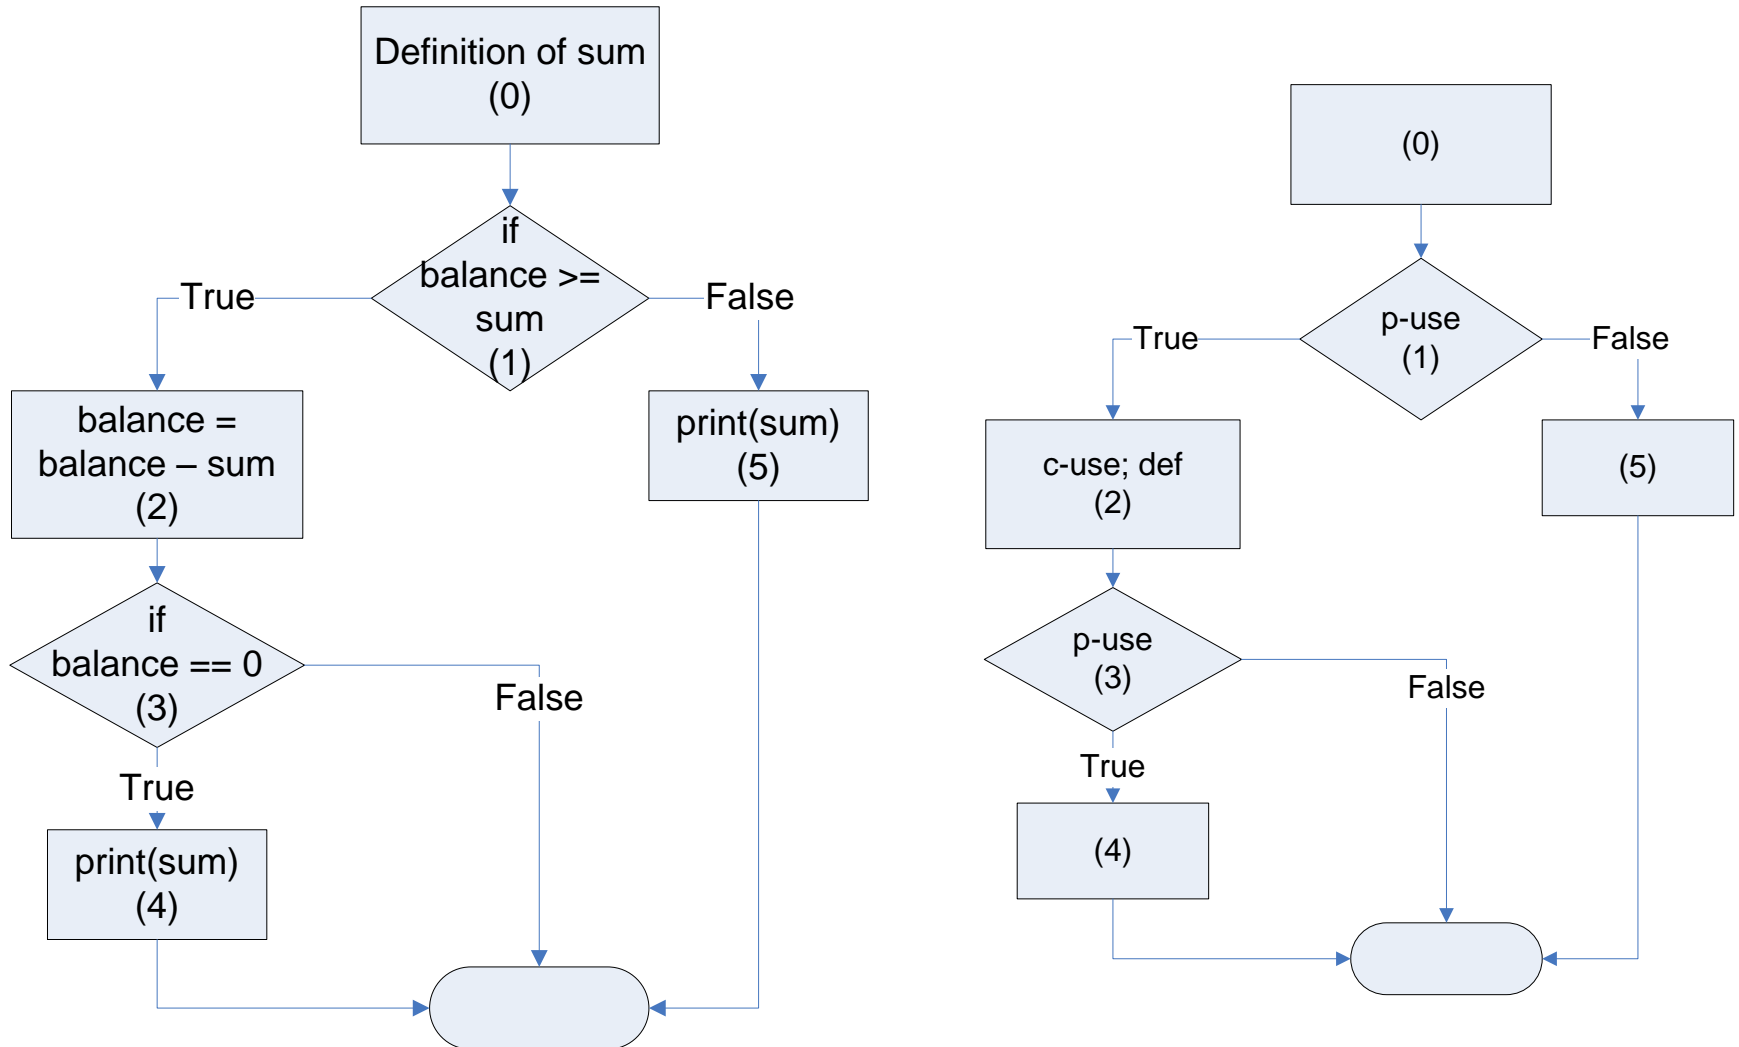 Definition of sum
(0)
if
balance >=
sum
(1)
True
False
balance =
balance – sum
(2)
print(sum)
(5)
if
balance == 0
(3)
False
True
print(sum)
(4)
(0)
p-use
(1)
True
False
c-use; def
(2)
(5)
p-use
(3)
False
True
(4)